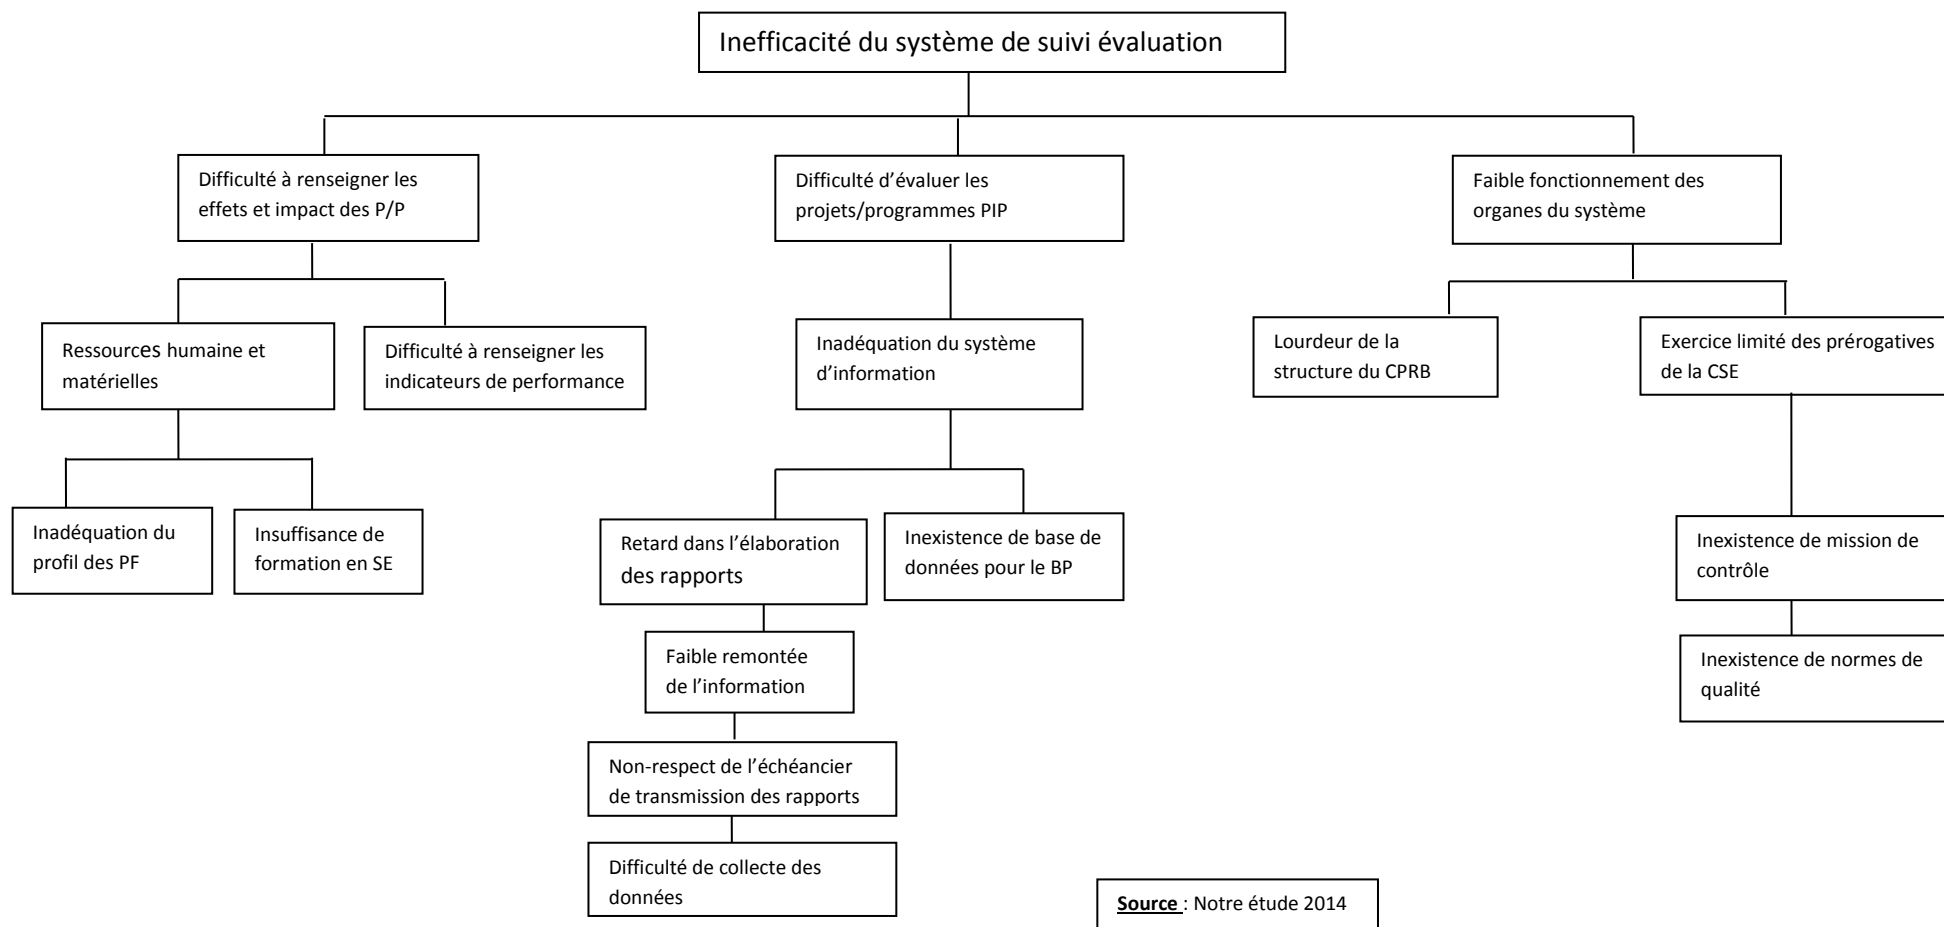 Inefficacité du système de suivi évaluation
Difficulté à renseigner les
effets et impact des P/P
Difficulté d’évaluer les
projets/programmes PIP
Faible fonctionnement des
organes du système
Ressources humaine et
matérielles
Difficulté à renseigner les
indicateurs de performance
Inadéquation du système
d’information
Lourdeur de la
structure du CPRB
Exercice limité des prérogatives
de la CSE
Inadéquation du
profil des PF
Insuffisance de
formation en SE
Retard dans l’élaboration
des rapports
Inexistence de base de
données pour le BP
Inexistence de mission de
contrôle
Faible remontée
de l’information
Inexistence de normes de
qualité
Non-respect de l’échéancier
de transmission des rapports
Difficulté de collecte des
données
Source : Notre étude 2014